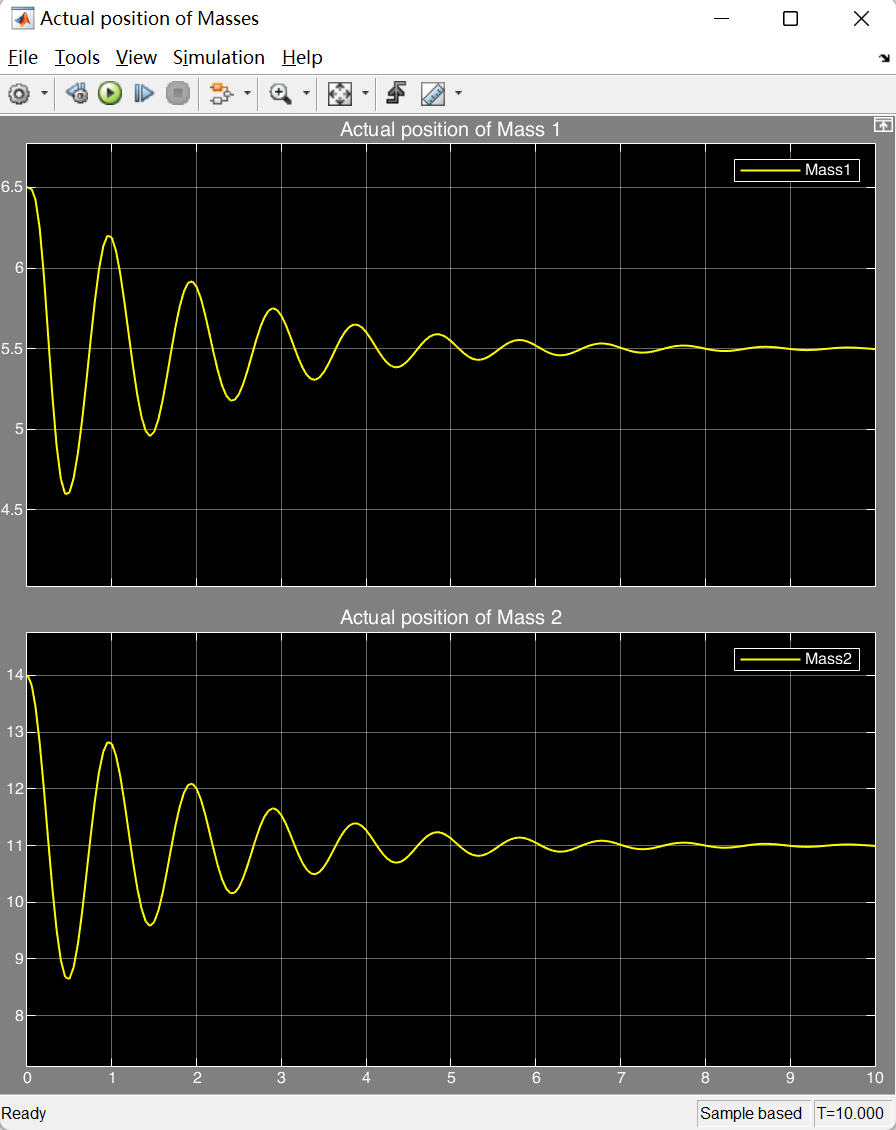 Actual position of Masses
File Tools View Simulation Help
Actual position of Mass 1
Mass1
6.5
6
5.5
5
4.5
Actual position of Mass 2
Mass2
14
13
12
11
10
9
8
0 1 2 3 4 5 6 7 8 9 10
Ready Sample based T=10.000